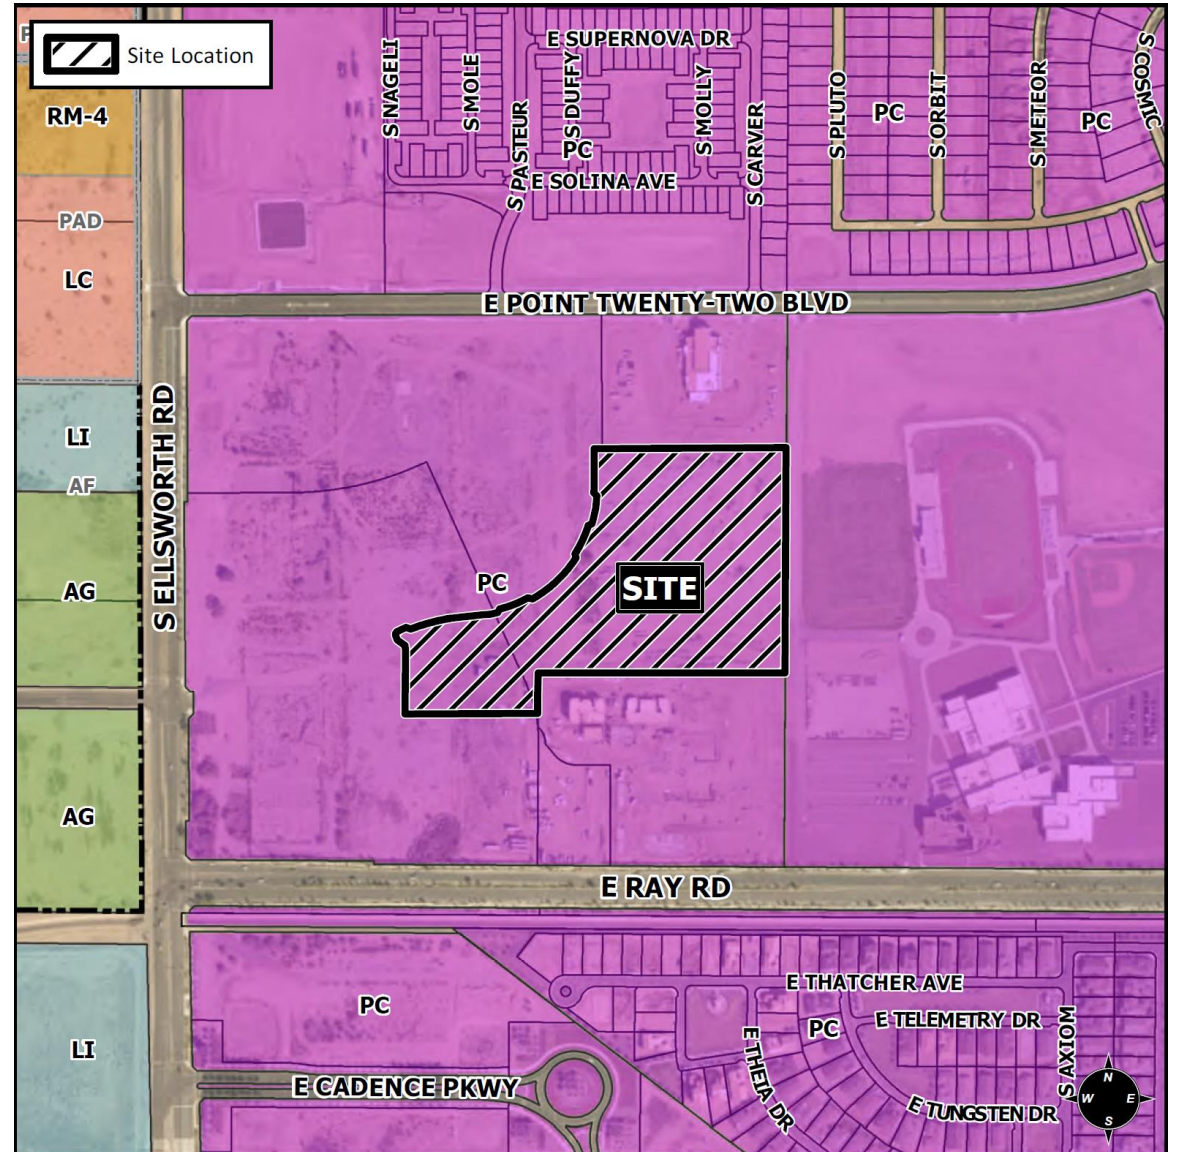 Site Location
E SUPERNOVA DR
S NAGELI
S MOLE
S PASTEUR
S DUFFY
PC
S MOLLY
S CARVER
S PLUTO
PC
S ORBIT
S METEOR
PC
S COSMIC
RM-4
E SOLINA AVE
PAD
LC
E POINT TWENTY-TWO BLVD
S ELLSWORTH RD
LI
AF
AG
PC
SITE
AG
E RAY RD
E THATCHER AVE
PC
PC
E TELEMETRY DR
S AXIOM
LI
E THEIA DR
E CADENCE PKWY
E TUNGSTEN DR
N
W E
S